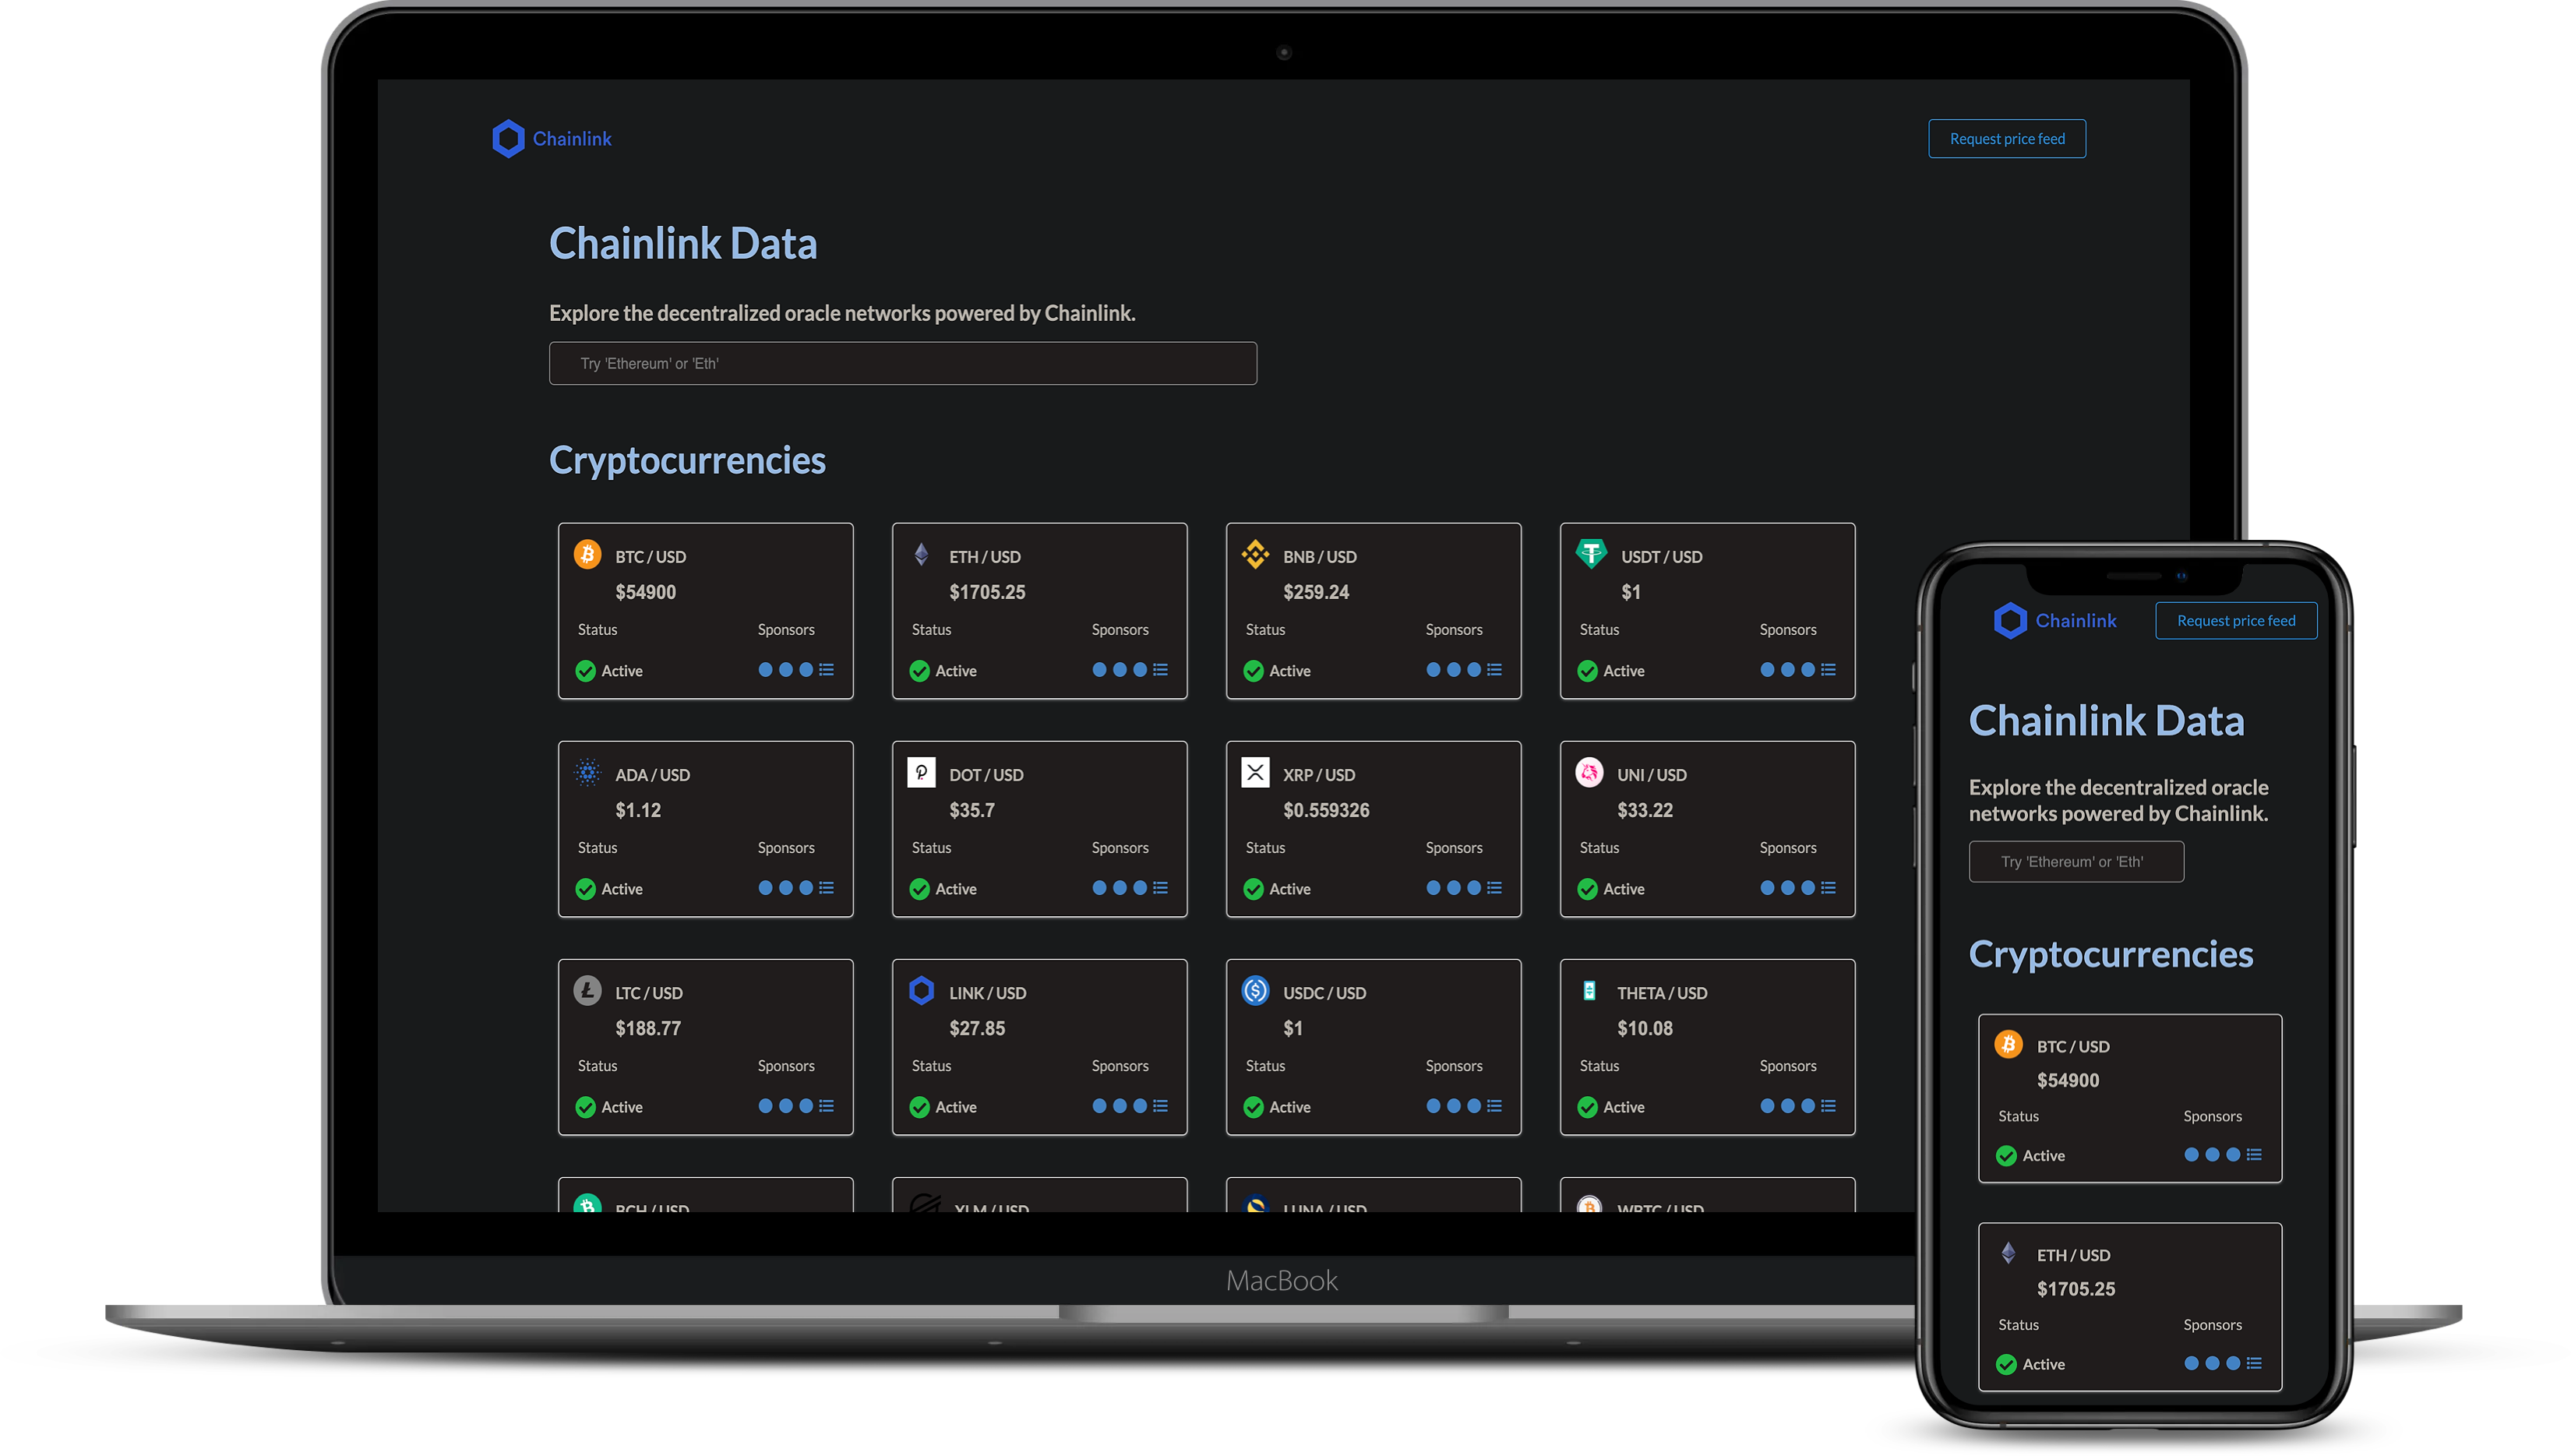 Chainlink
Request price feed
Chainlink Data
Explore the decentralized oracle networks powered by Chainlink.
Try 'Ethereum' or 'Eth'
Cryptocurrencies
BTC / USD
$54900
Status Sponsors
Active
ETH / USD
$1705.25
Status Sponsors
Active
BNB / USD
$259.24
Status Sponsors
Active
USDT / USD
$1
Status Sponsors
Active
ADA / USD
$1.12
Status Sponsors
Active
DOT / USD
$35.7
Status Sponsors
Active
XRP / USD
$0.559326
Status Sponsors
Active
UNI / USD
$33.22
Status Sponsors
Active
LTC / USD
$188.77
Status Sponsors
Active
LINK / USD
$27.85
Status Sponsors
Active
USDC / USD
$1
Status Sponsors
Active
THETA / USD
$10.08
Status Sponsors
Active
BCH / USD
XLM / USD
LUNA / USD
WBTC / USD
MacBook
Chainlink
Request price feed
Chainlink Data
Explore the decentralized oracle
networks powered by Chainlink.
Try 'Ethereum' or 'Eth'
Cryptocurrencies
BTC / USD
$54900
Status Sponsors
Active
ETH / USD
$1705.25
Status Sponsors
Active